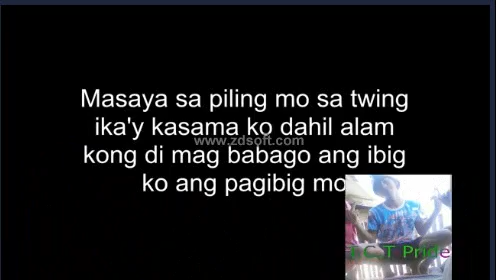 Masaya sa piling mo sa twing
ika'y kasama ko dahil alam
www.zdsoft.com
kong di mag babago ang ibig
ko ang pagibig mo
I C T Pride